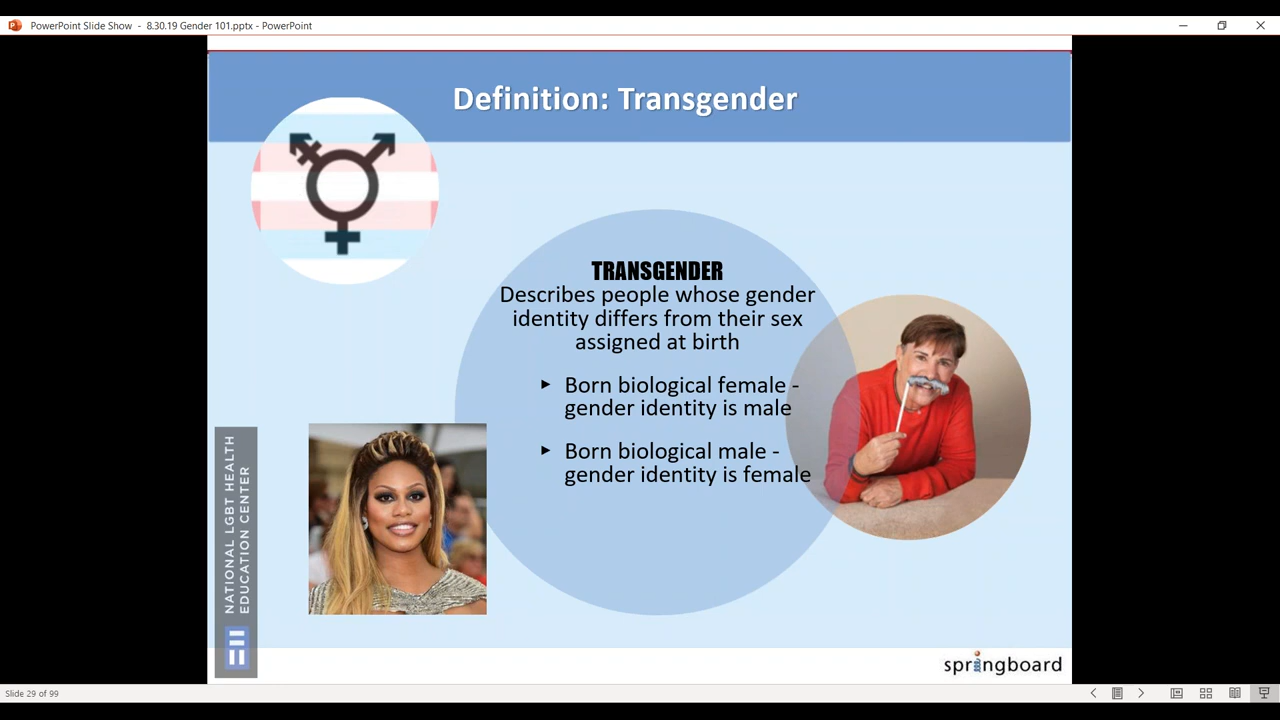 PowerPoint Slide Show - 8.30.19 Gender 101.pptx - PowerPoint
Definition: Transgender
TRANSGENDER
Describes people whose gender
identity differs from their sex
assigned at birth
‣ Born biological female -
gender identity is male
‣ Born biological male -
gender identity is female
NATIONAL LGBT HEALTH
EDUCATION CENTER
springboard
Slide 29 of 99